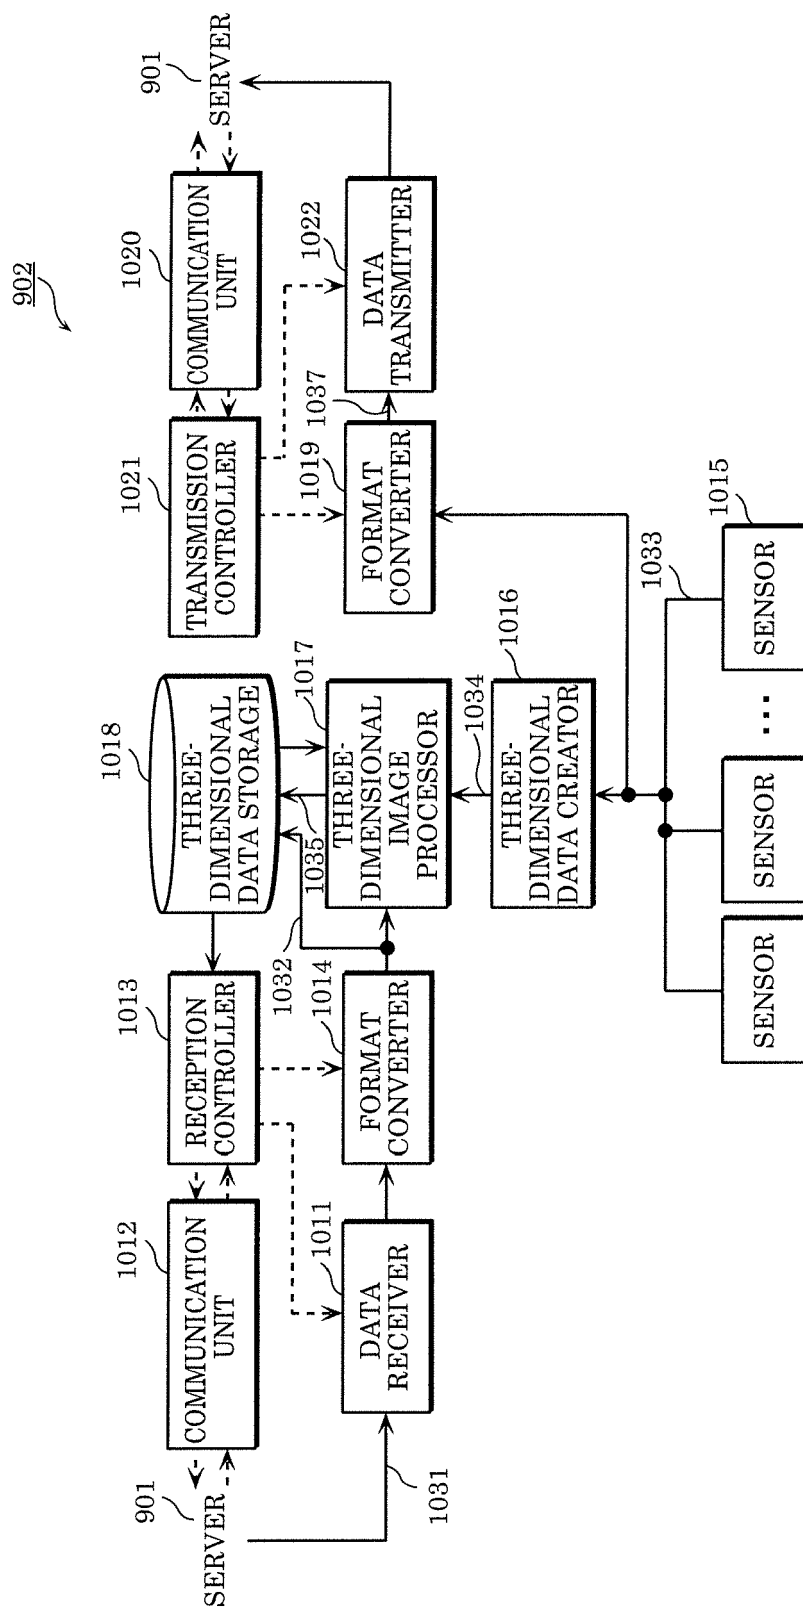 902
901
SERVER
COMMUNICATION
UNIT
1012
RECEPTION
CONTROLLER
1013
THREE-
DIMENSIONAL
DATA STORAGE
1018
TRANSMISSION
CONTROLLER
1021
COMMUNICATION
UNIT
1020
901
SERVER
1031
DATA
RECEIVER
1011
FORMAT
CONVERTER
1014
1032
1035
THREE-
DIMENSIONAL
IMAGE
PROCESSOR
1017
FORMAT
CONVERTER
1019
1037
DATA
TRANSMITTER
1022
1034
THREE-
DIMENSIONAL
DATA CREATOR
1016
1033
SENSOR
SENSOR
...
SENSOR
1015